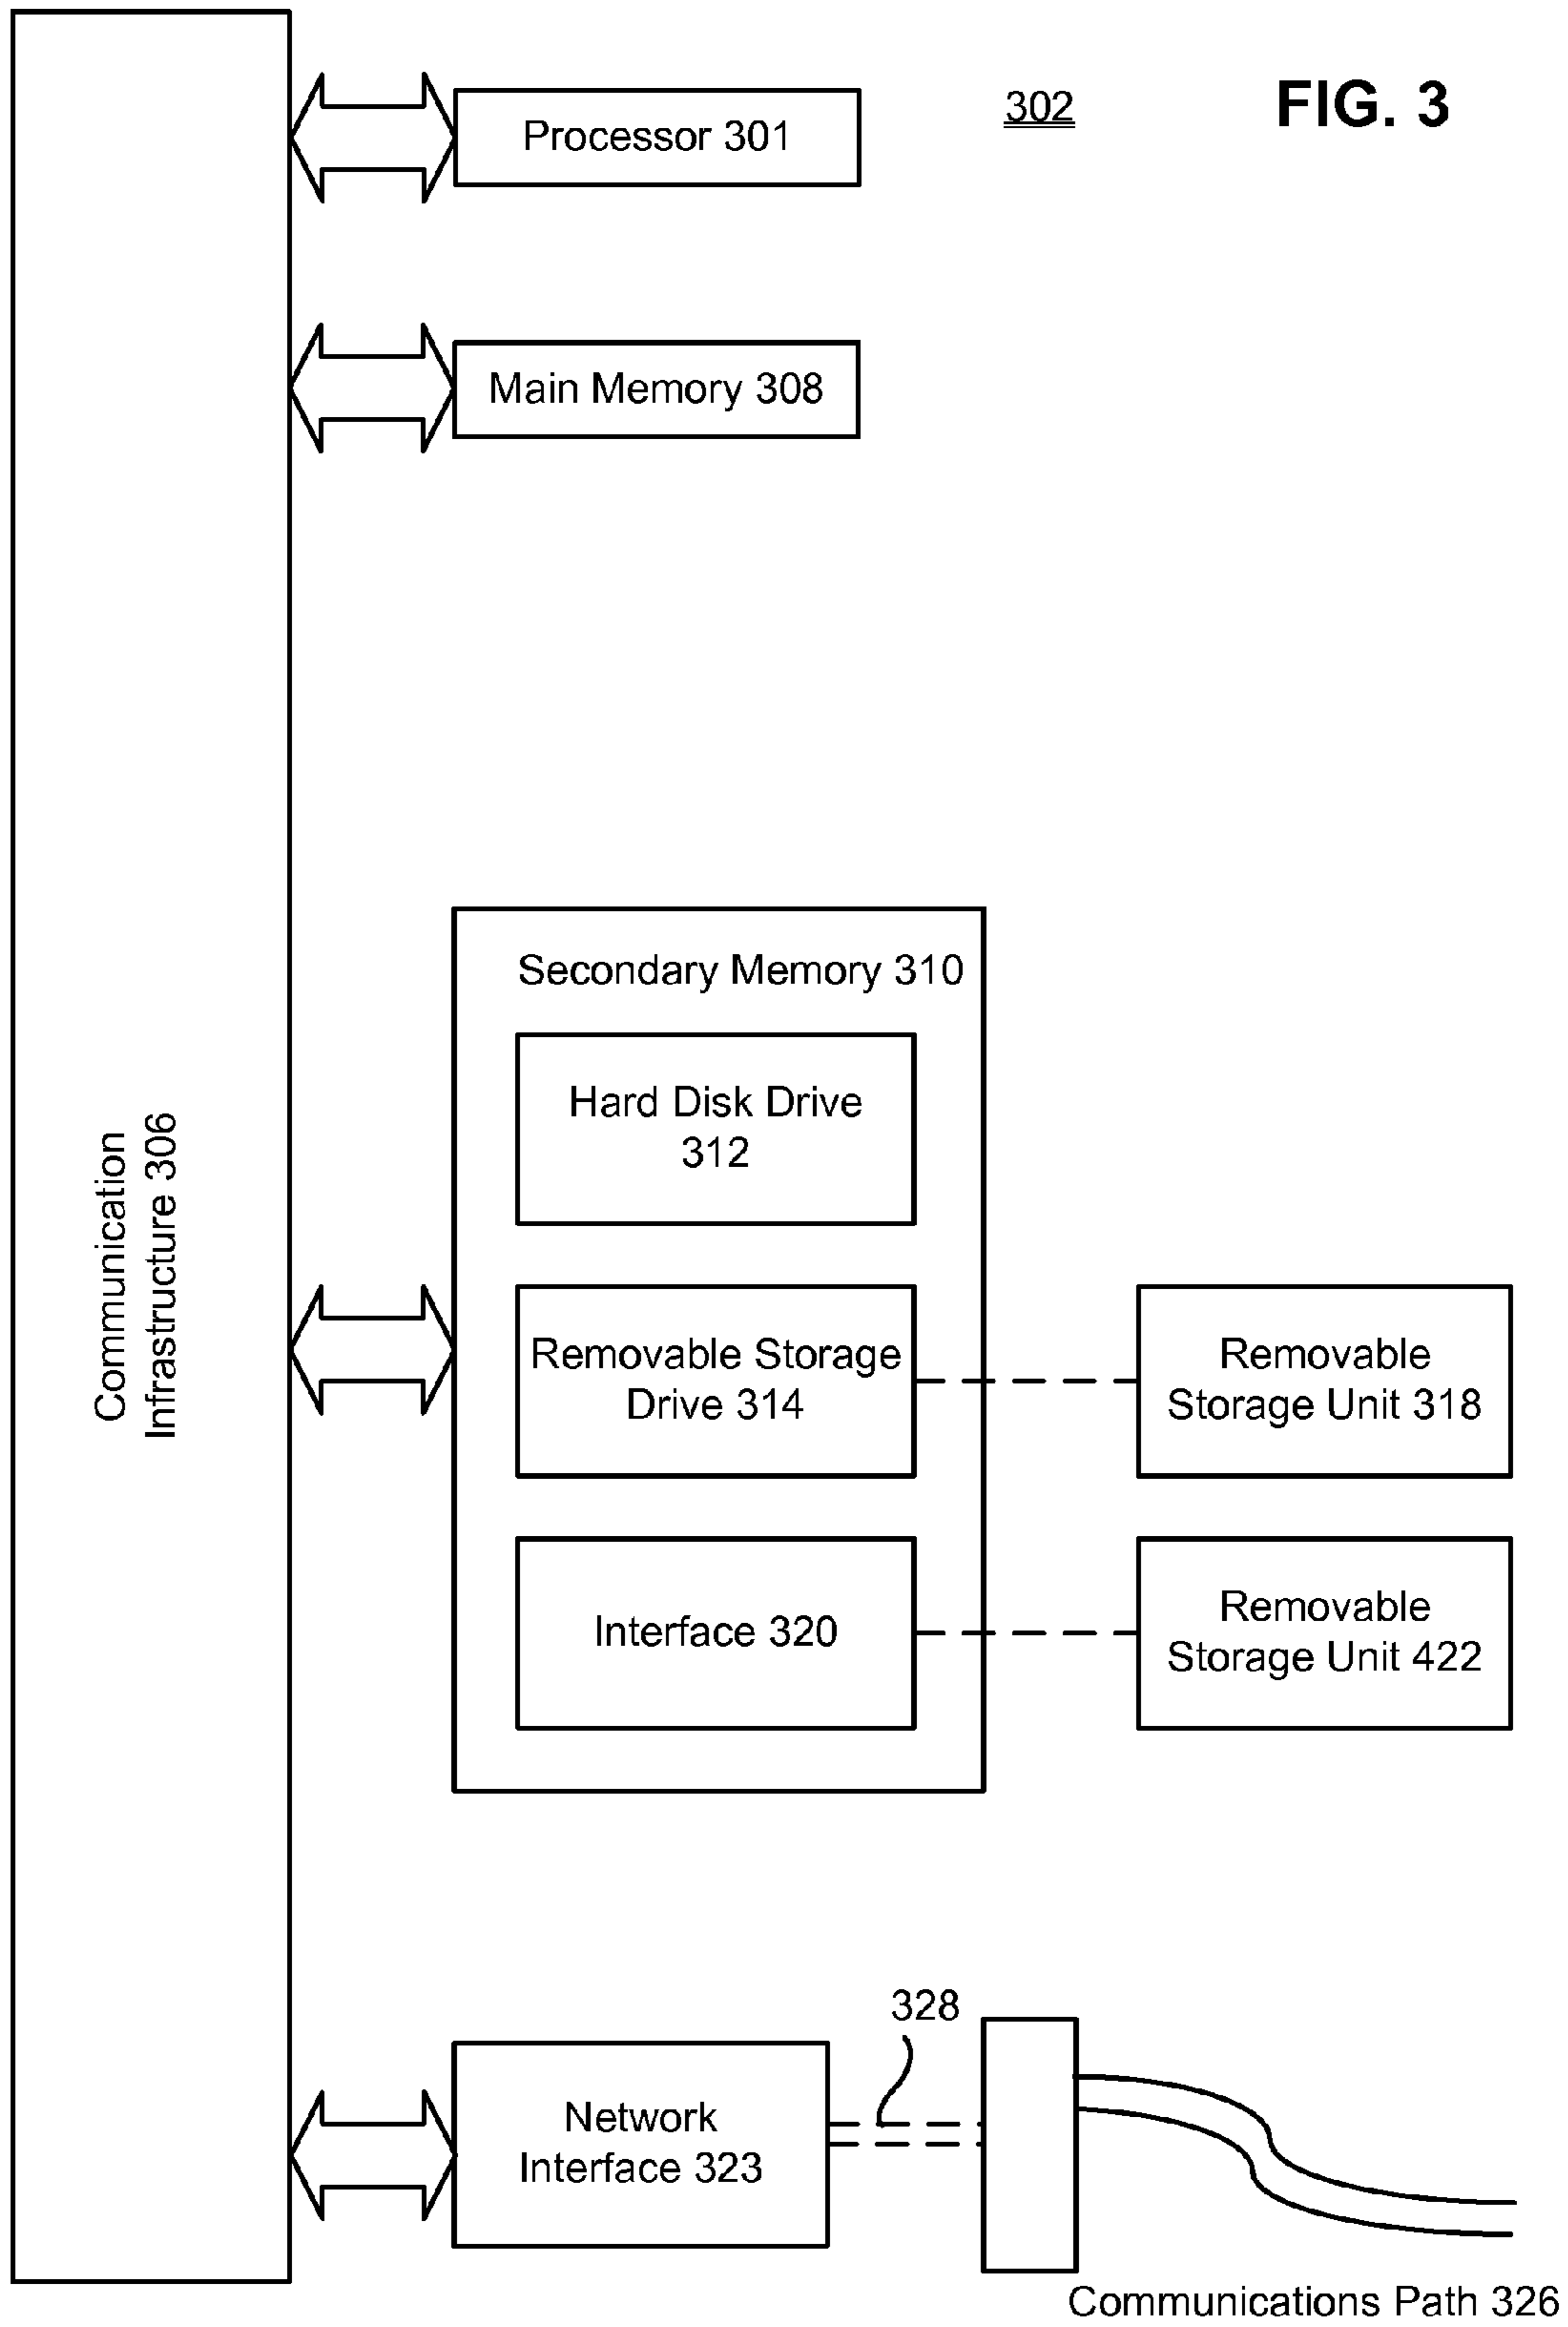 302
FIG. 3
Processor 301
Main Memory 308
Communication
Infrastructure 306
Secondary Memory 310
Hard Disk Drive
312
Removable Storage
Drive 314
Removable
Storage Unit 318
Interface 320
Removable
Storage Unit 422
328
Network
Interface 323
Communications Path 326